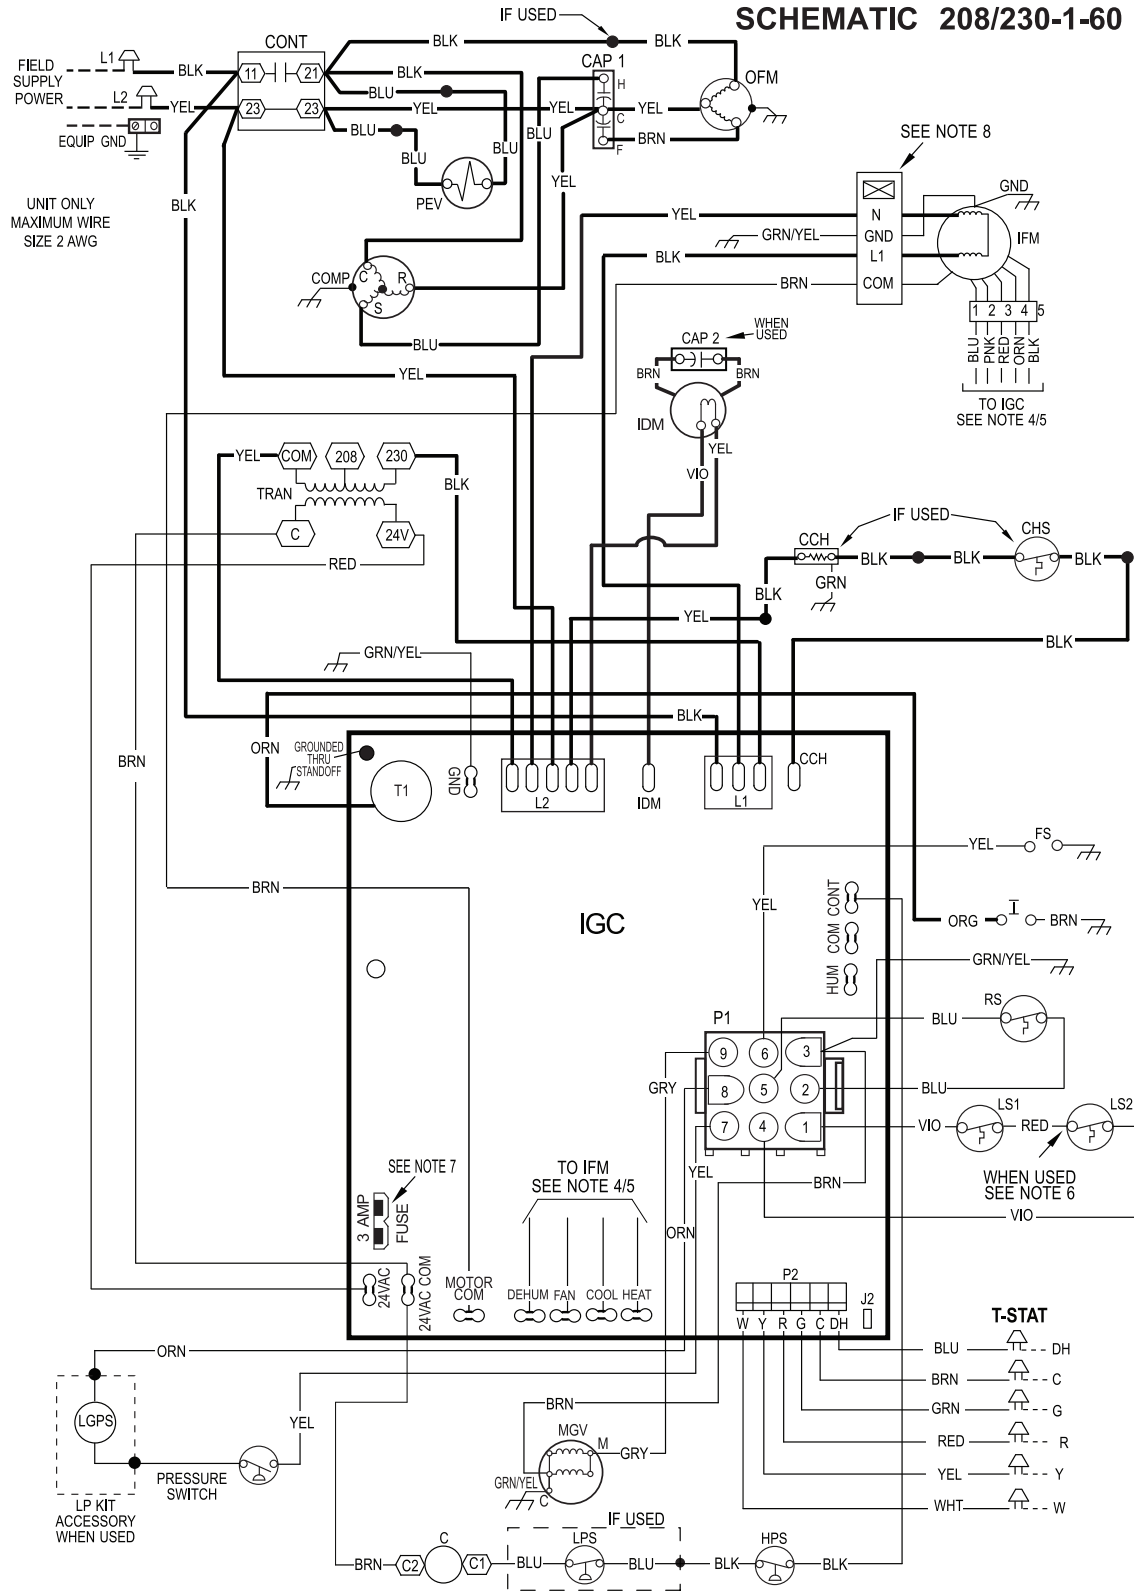 SCHEMATIC 208/230-1-60
IF USED
CONT
BLK
BLK
CAP 1
FIELD
SUPPLY
POWER
L1
BLK
11
21
BLK
H
OFM
BLU
L2
YEL
23
23
YEL
YEL
C
YEL
EQUIP GND
BLU
BLU
BLU
BLU
F
BRN
SEE NOTE 8
PEV
YEL
UNIT ONLY
MAXIMUM WIRE
SIZE 2 AWG
BLK
GND
YEL
N
GRN/YEL
GND
IFM
BLK
L1
COMP
C
R
S
BRN
COM
1 2 3 4 5
BLU
PNK
RED
ORN
BLK
BLU
WHEN
USED
CAP 2
YEL
BRN
BRN
TO IGC
SEE NOTE 4/5
IDM
YEL
YEL
COM
208
230
BLK
VIO
TRAN
C
24V
IF USED
CHS
CCH
RED
BLK
BLK
BLK
GRN
BLK
YEL
BLK
GRN/YEL
BLK
ORN
BRN
GROUNDED
THRU
STANDOFF
T1
GND
L2
IDM
L1
CCH
YEL
FS
BRN
YEL
CONT
COM
HUM
IGC
ORG
I
BRN
GRN/YEL
P1
RS
BLU
9 6 3
GRY
8 5 2
BLU
7 4 1
VIO
LS1
RED
LS2
SEE NOTE 7
TO IFM
SEE NOTE 4/5
YEL
BRN
WHEN USED
SEE NOTE 6
VIO
3 AMP
FUSE
ORN
24VAC
24VAC COM
MOTOR
COM
DEHUM FAN COOL HEAT
P2
J2
W Y R G C DH
T-STAT
ORN
BLU DH
BRN C
LGPS
YEL
BRN
GRN G
MGV
M
GRY
RED R
PRESSURE
SWITCH
GRN/YEL
C
YEL Y
LP KIT
ACCESSORY
WHEN USED
WHT W
IF USED
C
LPS
HPS
BRN
C2
C1
BLU
BLU
BLK
BLK